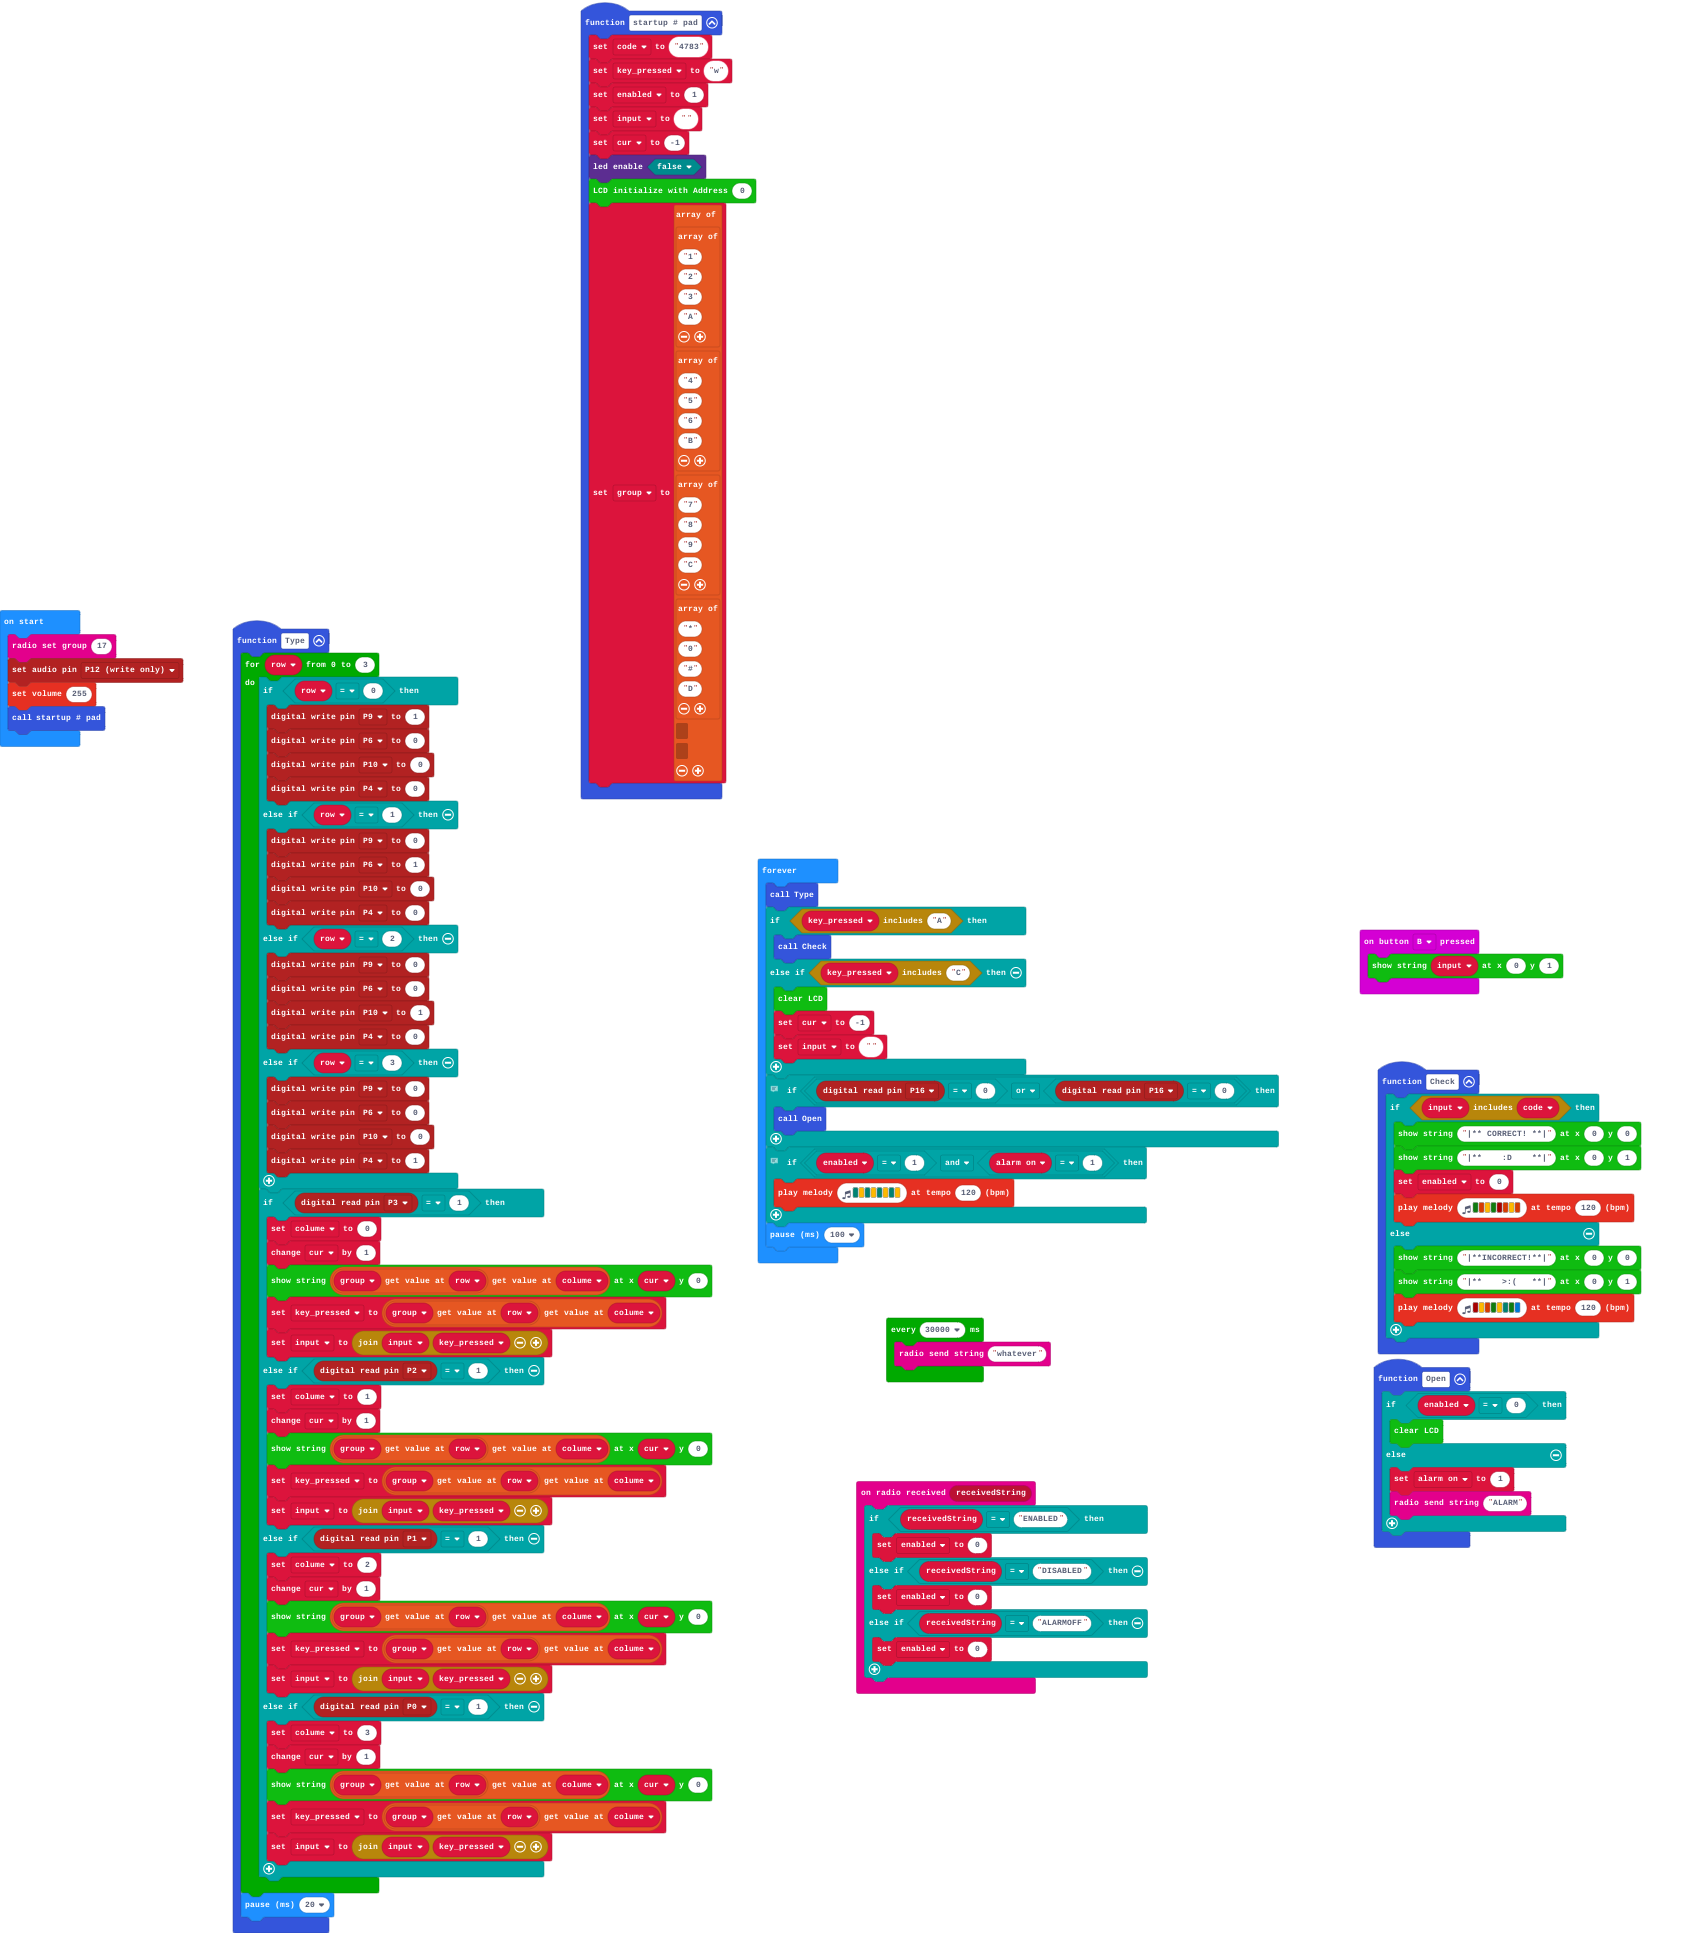 function startup # pad
set code to "4783"
set key_pressed to "w"
set enabled to 1
set input to ""
set cur to -1
led enable false
LCD initialize with Address 0
set group to
array of
array of
"1"
"2"
"3"
"A"
array of
"4"
"5"
"6"
"B"
array of
"7"
"8"
"9"
"C"
array of
"*"
"0"
"#"
"D"
on start
radio set group 17
set audio pin P12 (write only)
set volume 255
call startup # pad
function Type
for row from 0 to 3
do
if row = 0 then
digital write pin P9 to 1
digital write pin P6 to 0
digital write pin P10 to 0
digital write pin P4 to 0
else if row = 1 then
digital write pin P9 to 0
digital write pin P6 to 1
digital write pin P10 to 0
digital write pin P4 to 0
else if row = 2 then
digital write pin P9 to 0
digital write pin P6 to 0
digital write pin P10 to 1
digital write pin P4 to 0
else if row = 3 then
digital write pin P9 to 0
digital write pin P6 to 0
digital write pin P10 to 0
digital write pin P4 to 1
if digital read pin P3 = 1 then
set colume to 0
change cur by 1
show string group get value at row get value at colume at x cur y 0
set key_pressed to group get value at row get value at colume
set input to join input key_pressed
else if digital read pin P2 = 1 then
set colume to 1
change cur by 1
show string group get value at row get value at colume at x cur y 0
set key_pressed to group get value at row get value at colume
set input to join input key_pressed
else if digital read pin P1 = 1 then
set colume to 2
change cur by 1
show string group get value at row get value at colume at x cur y 0
set key_pressed to group get value at row get value at colume
set input to join input key_pressed
else if digital read pin P0 = 1 then
set colume to 3
change cur by 1
show string group get value at row get value at colume at x cur y 0
set key_pressed to group get value at row get value at colume
set input to join input key_pressed
pause (ms) 20
forever
call Type
if key_pressed includes "A" then
call Check
else if key_pressed includes "C" then
clear LCD
set cur to -1
set input to ""
if digital read pin P16 = 0 or digital read pin P16 = 0 then
call Open
if enabled = 1 and alarm on = 1 then
play melody at tempo 120 (bpm)
pause (ms) 100
every 30000 ms
radio send string "whatever"
on radio received receivedString
if receivedString = "ENABLED" then
set enabled to 0
else if receivedString = "DISABLED" then
set enabled to 0
else if receivedString = "ALARMOFF" then
set enabled to 0
on button B pressed
show string input at x 0 y 1
function Check
if input includes code then
show string "|** CORRECT! **|" at x 0 y 0
show string "|**    :D    **|" at x 0 y 1
set enabled to 0
play melody at tempo 120 (bpm)
else
show string "|**INCORRECT!**|" at x 0 y 0
show string "|**    >:(   **|" at x 0 y 1
play melody at tempo 120 (bpm)
function Open
if enabled = 0 then
clear LCD
else
set alarm on to 1
radio send string "ALARM"